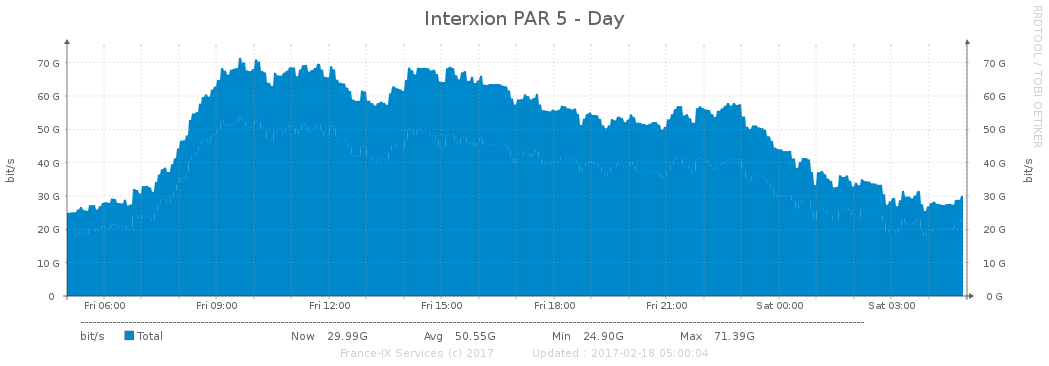 Interxion PAR 5 - Day
RRDTOOL / TOBI OETIKER
bit/s
70 G
60 G
50 G
40 G
30 G
20 G
10 G
0
70 G
60 G
50 G
40 G
30 G
20 G
10 G
0 G
bit/s
Fri 06:00 Fri 09:00 Fri 12:00 Fri 15:00 Fri 18:00 Fri 21:00 Sat 00:00 Sat 03:00
bit/s Total Now 29.99G Avg 50.55G Min 24.90G Max 71.39G
France-IX Services (c) 2017 Updated : 2017-02-18 05:00:04